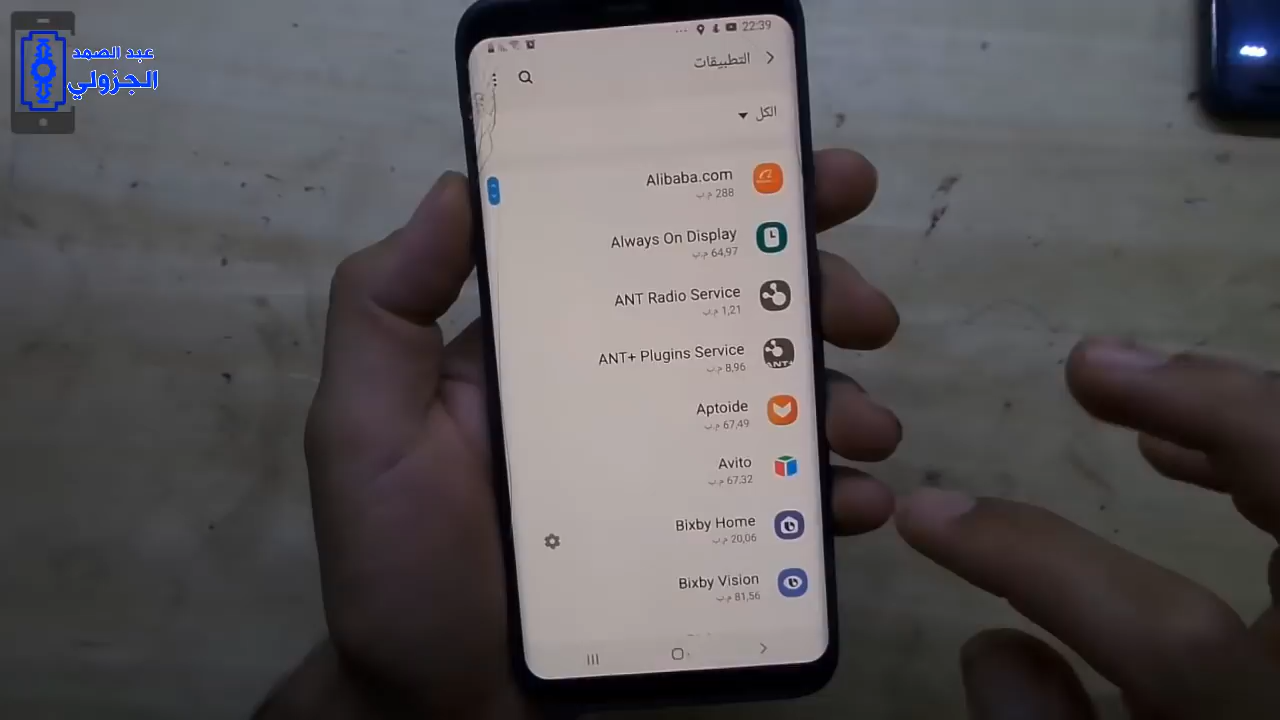 عبد الصمد
الجزولي
22:39
التطبيقات
الكل
Alibaba.com
288 م.ب
Always On Display
64,97 م.ب
ANT Radio Service
1,21 م.ب
ANT+ Plugins Service
8,96 م.ب
ANT+
Aptoide
67,49 م.ب
Avito
67,32 م.ب
Bixby Home
20,06 م.ب
Bixby Vision
81,56 م.ب